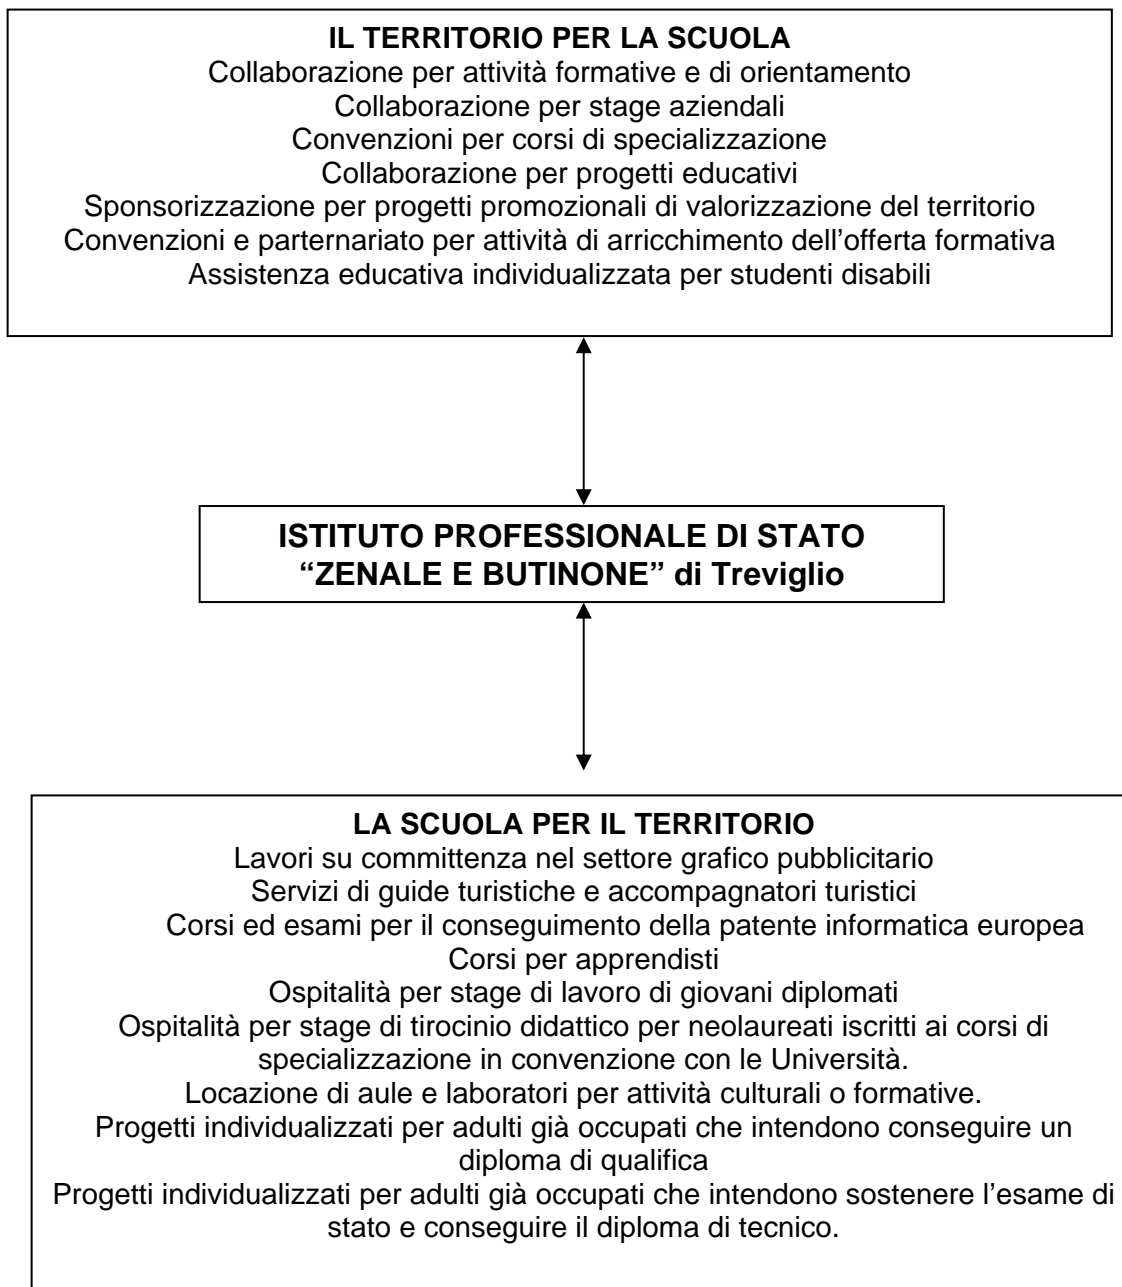 IL TERRITORIO PER LA SCUOLA
Collaborazione per attività formative e di orientamento
Collaborazione per stage aziendali
Convenzioni per corsi di specializzazione
Collaborazione per progetti educativi
Sponsorizzazione per progetti promozionali di valorizzazione del territorio
Convenzioni e parternariato per attività di arricchimento dell’offerta formativa
Assistenza educativa individualizzata per studenti disabili
ISTITUTO PROFESSIONALE DI STATO
“ZENALE E BUTINONE” di Treviglio
LA SCUOLA PER IL TERRITORIO
Lavori su committenza nel settore grafico pubblicitario
Servizi di guide turistiche e accompagnatori turistici
Corsi ed esami per il conseguimento della patente informatica europea
Corsi per apprendisti
Ospitalità per stage di lavoro di giovani diplomati
Ospitalità per stage di tirocinio didattico per neolaureati iscritti ai corsi di
specializzazione in convenzione con le Università.
Locazione di aule e laboratori per attività culturali o formative.
Progetti individualizzati per adulti già occupati che intendono conseguire un
diploma di qualifica
Progetti individualizzati per adulti già occupati che intendono sostenere l’esame di
stato e conseguire il diploma di tecnico.